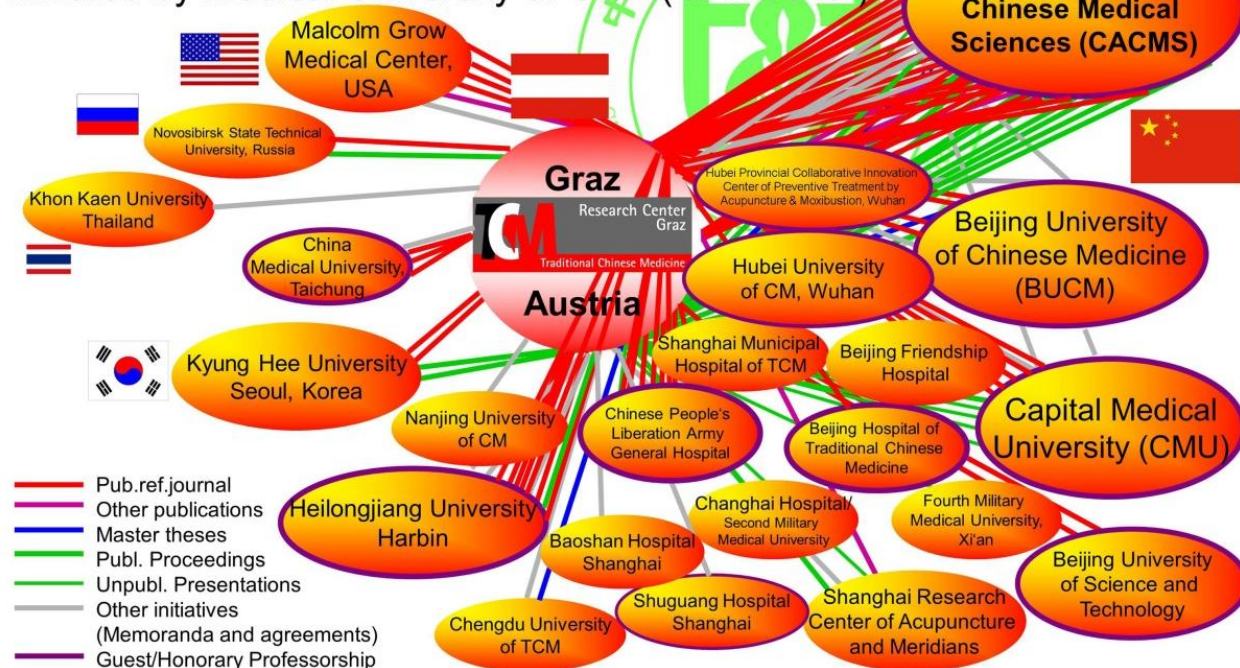 Chinese Medical
Sciences (CACMS)
Malcolm Grow
Medical Center,
USA
Novosibirsk State Technical
University, Russia
Khon Kaen University
Thailand
China
Medical University,
Taichung
Kyung Hee University
Seoul, Korea
Graz
TCM
Research Center
Graz
Traditional Chinese Medicine
Austria
Hubei Provincial Collaborative Innovation
Center of Preventive Treatment by
Acupuncture & Moxibustion, Wuhan
Beijing University
of Chinese Medicine
(BUCM)
Hubei University
of CM, Wuhan
Shanghai Municipal
Hospital of TCM
Beijing Friendship
Hospital
Nanjing University
of CM
Chinese People's
Liberation Army
General Hospital
Beijing Hospital of
Traditional Chinese
Medicine
Capital Medical
University (CMU)
Heilongjiang University
Harbin
Baoshan Hospital
Shanghai
Changhai Hospital/
Second Military
Medical University
Fourth Military
Medical University,
Xi'an
Beijing University
of Science and
Technology
Chengdu University
of TCM
Shuguang Hospital
Shanghai
Shanghai Research
Center of Acupuncture
and Meridians
Pub.ref.journal
Other publications
Master theses
Publ. Proceedings
Unpubl. Presentations
Other initiatives
(Memoranda and agreements)
Guest/Honorary Professorship